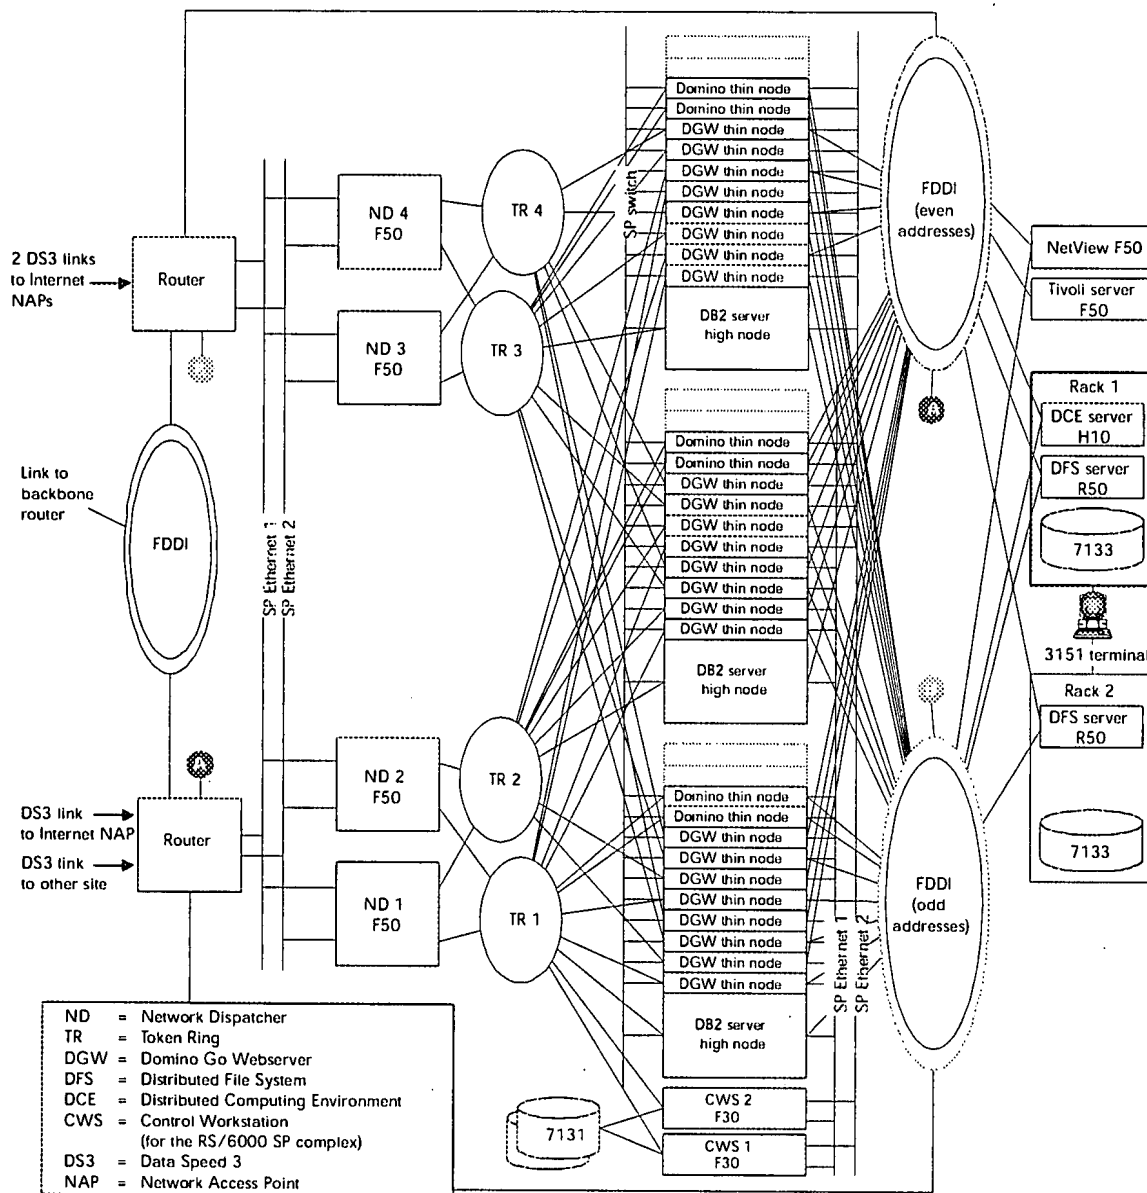 Domino thin node
Domino thin node
DGW thin node
DGW thin node
DGW thin node
DGW thin node
DGW thin node
DGW thin node
DGW thin node
DGW thin node
DB2 server
high node
SP switch
FDDI
(even
addresses)
ND 4
F50
TR 4
NetView F50
2 DS3 links
to Internet
NAPs
Router
Tivoli server
F50
ND 3
F50
TR 3
Rack 1
DCE server
H10
A
DFS server
R50
7133
Domino thin node
Domino thin node
DGW thin node
DGW thin node
DGW thin node
DGW thin node
DGW thin node
DGW thin node
DGW thin node
DGW thin node
DB2 server
high node
Link to
backbone
router
FDDI
SP Ethernet 1
SP Ethernet 2
3151 terminal
Rack 2
DFS server
R50
7133
A
ND 2
F50
TR 2
DS3 link
to Internet NAP
DS3 link
to other site
Router
ND 1
F50
TR 1
Domino thin node
Domino thin node
DGW thin node
DGW thin node
DGW thin node
DGW thin node
DGW thin node
DGW thin node
DGW thin node
DGW thin node
DB2 server
high node
SP Ethernet 1
SP Ethernet 2
FDDI
(odd
addresses)
7131
CWS 2
F30
CWS 1
F30
ND = Network Dispatcher
TR = Token Ring
DGW = Domino Go Webserver
DFS = Distributed File System
DCE = Distributed Computing Environment
CWS = Control Workstation
(for the RS/6000 SP complex)
DS3 = Data Speed 3
NAP = Network Access Point